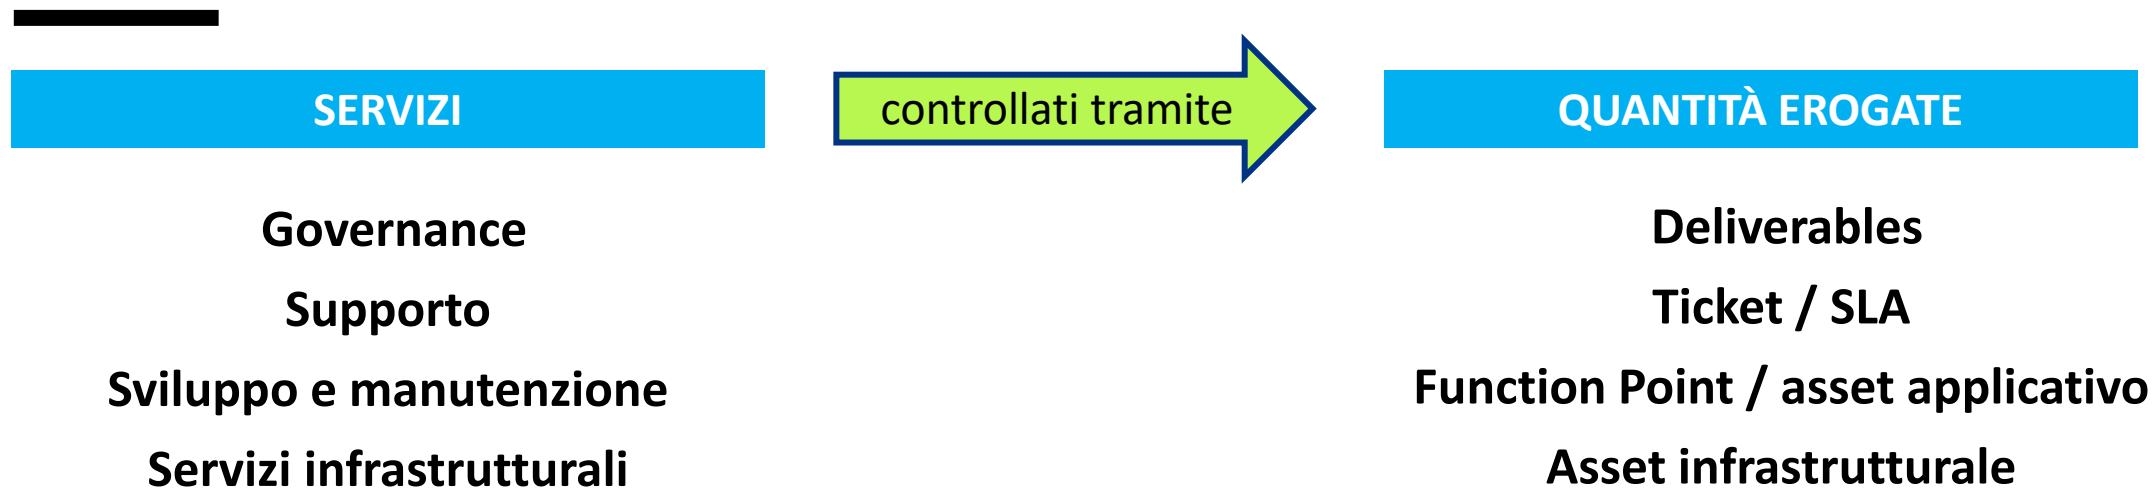 SERVIZI
controllati tramite
QUANTITÀ EROGATE
Governance
Deliverables
Supporto
Ticket / SLA
Sviluppo e manutenzione
Function Point / asset applicativo
Servizi infrastrutturali
Asset infrastrutturale